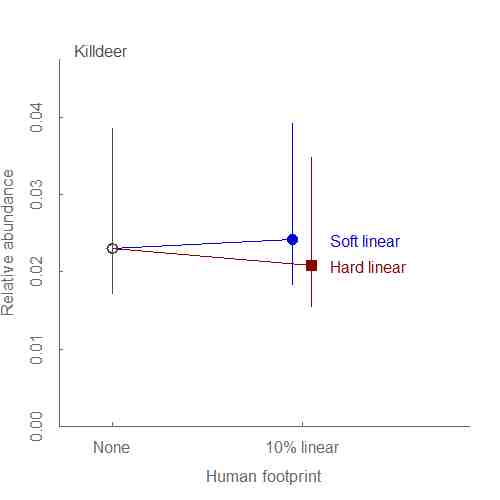 Killdeer
Relative abundance
0.04
0.03
0.02
0.01
0.00
Soft linear
Hard linear
None
10% linear
Human footprint